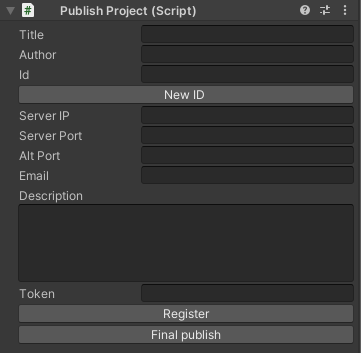 Publish Project (Script)
Title
Author
Id
New ID
Server IP
Server Port
Alt Port
Email
Description
Token
Register
Final publish